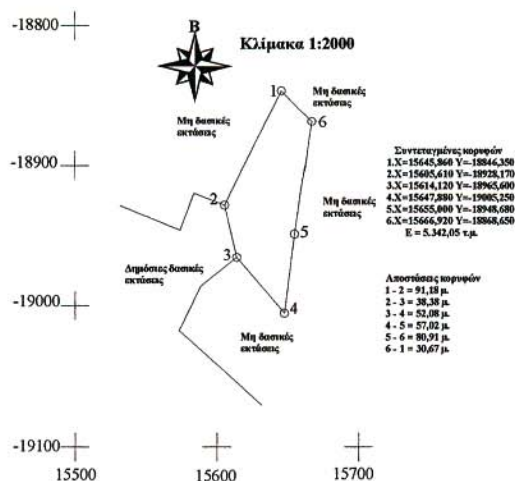 -18800
Β
Κλίμακα 1:2000
1
Μη δασικές
εκτάσεις
6
Μη δασικές
εκτάσεις
-18900
Συντεταγμένες κορυφών
1.Χ=15645,860 Υ=-18846,350
2.Χ=15605,610 Υ=-18928,170
3.Χ=15614,120 Υ=-18965,600
4.Χ=15647,880 Υ=-19005,250
5.Χ=15655,000 Υ=-18948,680
6.Χ=15666,920 Υ=-18868,650
Ε = 5.342,05 τ.μ.
2
Μη δασικές
εκτάσεις
5
3
Δημόσιες δασικές
εκτάσεις
Αποστάσεις κορυφών
1 - 2 = 91,18 μ.
2 - 3 = 38,38 μ.
3 - 4 = 52,08 μ.
4 - 5 = 57,02 μ.
5 - 6 = 80,91 μ.
6 - 1 = 30,67 μ.
-19000
4
Μη δασικές
εκτάσεις
-19100
15500
15600
15700